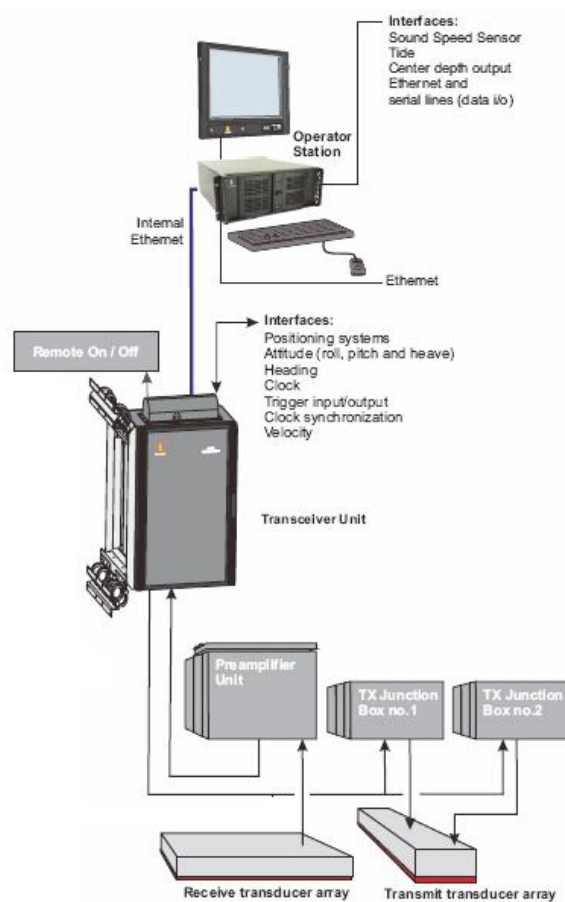 Interfaces:
Sound Speed Sensor
Tide
Center depth output
Ethernet and
serial lines (data i/o)
Operator
Station
Internal
Ethernet
Ethernet
Remote On / Off
Interfaces:
Positioning systems
Attitude (roll, pitch and heave)
Heading
Clock
Trigger input/output
Clock synchronization
Velocity
Transceiver Unit
Preamplifier
Unit
TX Junction
Box no.1
TX Junction
Box no.2
Receive transducer array
Transmit transducer array